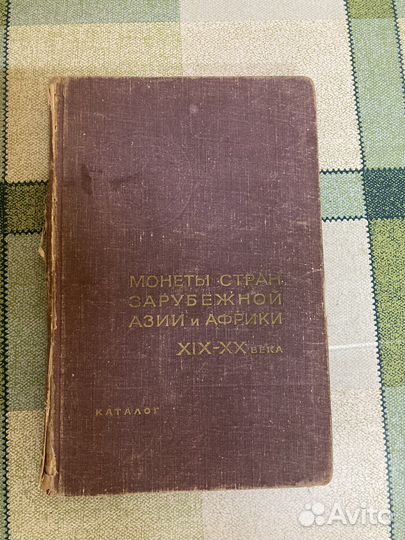 МОНЕТЫ СТРАН
ЗАРУБЕЖНОЙ
АЗИИ и АФРИКИ
XIX-XX ВЕКА
КАТАЛОГ
Avito